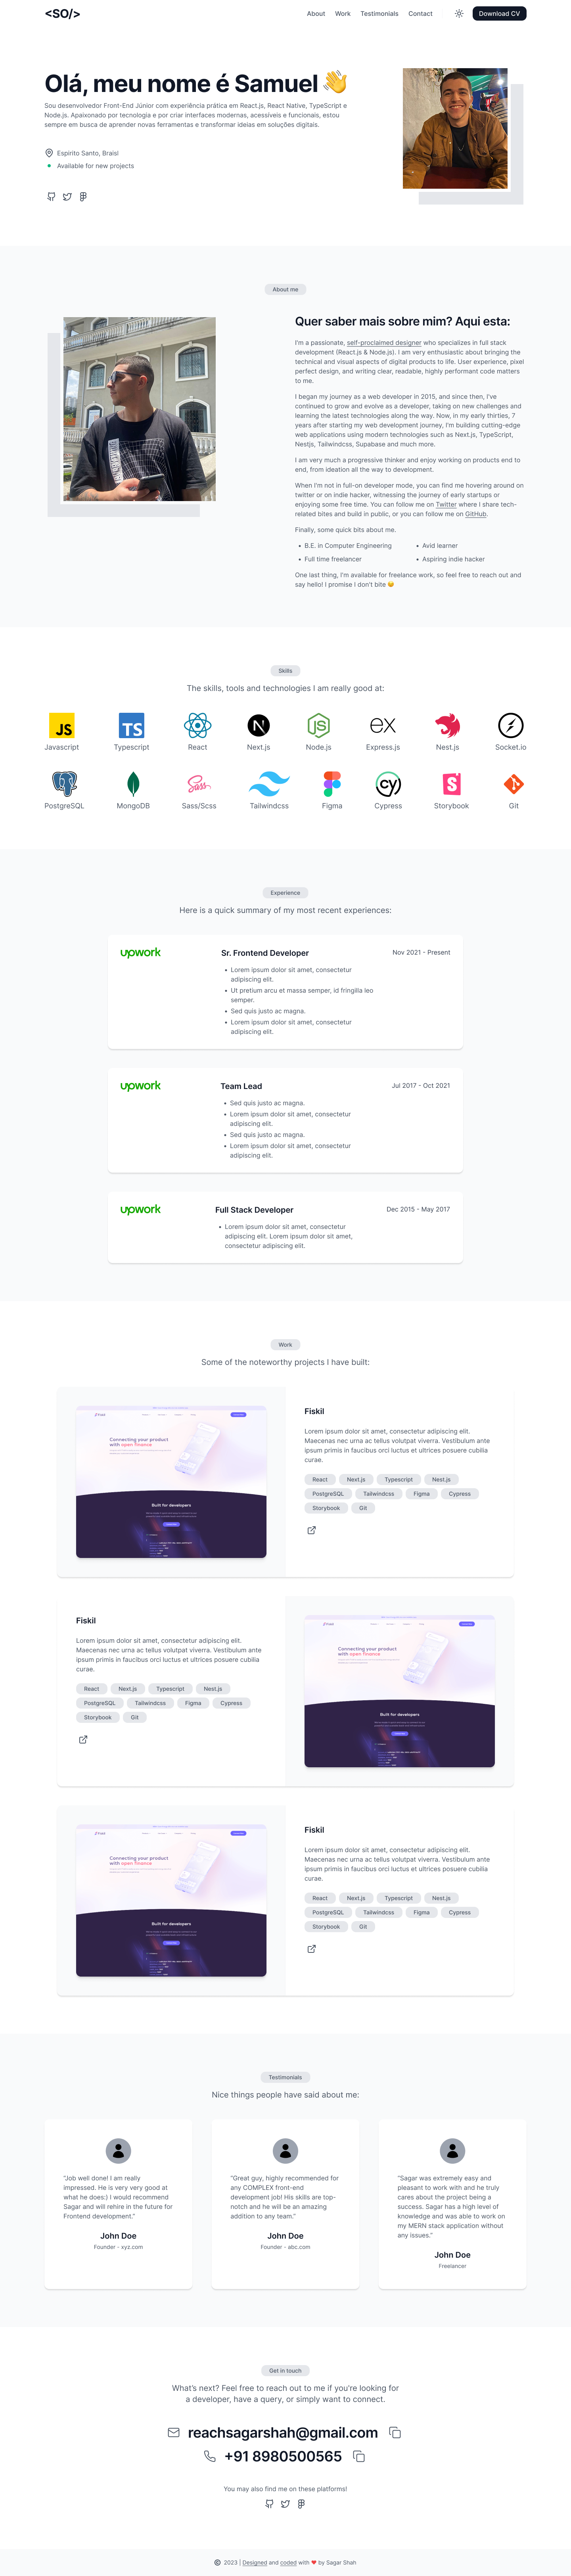 <SO/>
About Work Testimonials Contact Download CV
Olá, meu nome é Samuel 👋
Sou desenvolvedor Front-End Júnior com experiência prática em React.js, React Native, TypeScript e
Node.js. Apaixonado por tecnologia e por criar interfaces modernas, acessíveis e funcionais, estou
sempre em busca de aprender novas ferramentas e transformar ideias em soluções digitais.
Espirito Santo, Braisl
Available for new projects
About me
Quer saber mais sobre mim? Aqui esta:
I'm a passionate, self-proclaimed designer who specializes in full stack
development (React.js & Node.js). I am very enthusiastic about bringing the
technical and visual aspects of digital products to life. User experience, pixel
perfect design, and writing clear, readable, highly performant code matters
to me.
I began my journey as a web developer in 2015, and since then, I've
continued to grow and evolve as a developer, taking on new challenges and
learning the latest technologies along the way. Now, in my early thirties, 7
years after starting my web development journey, I'm building cutting-edge
web applications using modern technologies such as Next.js, TypeScript,
Nestjs, Tailwindcss, Supabase and much more.
I am very much a progressive thinker and enjoy working on products end to
end, from ideation all the way to development.
When I'm not in full-on developer mode, you can find me hovering around on
twitter or on indie hacker, witnessing the journey of early startups or
enjoying some free time. You can follow me on Twitter where I share tech-
related bites and build in public, or you can follow me on GitHub.
Finally, some quick bits about me.
• B.E. in Computer Engineering • Avid learner
• Full time freelancer • Aspiring indie hacker
One last thing, I'm available for freelance work, so feel free to reach out and
say hello! I promise I don't bite 😉
Skills
The skills, tools and technologies I am really good at:
JS TS N JS ex
Javascript Typescript React Next.js Node.js Express.js Nest.js Socket.io
Sass cy S
PostgreSQL MongoDB Sass/Scss Tailwindcss Figma Cypress Storybook Git
Experience
Here is a quick summary of my most recent experiences:
upwork Sr. Frontend Developer Nov 2021 - Present
• Lorem ipsum dolor sit amet, consectetur
adipiscing elit.
• Ut pretium arcu et massa semper, id fringilla leo
semper.
• Sed quis justo ac magna.
• Lorem ipsum dolor sit amet, consectetur
adipiscing elit.
upwork Team Lead Jul 2017 - Oct 2021
• Sed quis justo ac magna.
• Lorem ipsum dolor sit amet, consectetur
adipiscing elit.
• Sed quis justo ac magna.
• Lorem ipsum dolor sit amet, consectetur
adipiscing elit.
upwork Full Stack Developer Dec 2015 - May 2017
• Lorem ipsum dolor sit amet, consectetur
adipiscing elit. Lorem ipsum dolor sit amet,
consectetur adipiscing elit.
Work
Some of the noteworthy projects I have built:
Connecting your product
with open finance
Built for developers
Fiskil
Lorem ipsum dolor sit amet, consectetur adipiscing elit.
Maecenas nec urna ac tellus volutpat viverra. Vestibulum ante
ipsum primis in faucibus orci luctus et ultrices posuere cubilia
curae.
React Next.js Typescript Nest.js
PostgreSQL Tailwindcss Figma Cypress
Storybook Git
Fiskil
Lorem ipsum dolor sit amet, consectetur adipiscing elit.
Maecenas nec urna ac tellus volutpat viverra. Vestibulum ante
ipsum primis in faucibus orci luctus et ultrices posuere cubilia
curae.
React Next.js Typescript Nest.js
PostgreSQL Tailwindcss Figma Cypress
Storybook Git
Connecting your product
with open finance
Built for developers
Connecting your product
with open finance
Built for developers
Fiskil
Lorem ipsum dolor sit amet, consectetur adipiscing elit.
Maecenas nec urna ac tellus volutpat viverra. Vestibulum ante
ipsum primis in faucibus orci luctus et ultrices posuere cubilia
curae.
React Next.js Typescript Nest.js
PostgreSQL Tailwindcss Figma Cypress
Storybook Git
Testimonials
Nice things people have said about me:
“Job well done! I am really
impressed. He is very very good at
what he does:) I would recommend
Sagar and will rehire in the future for
Frontend development.”
John Doe
Founder - xyz.com
“Great guy, highly recommended for
any COMPLEX front-end
development job! His skills are top-
notch and he will be an amazing
addition to any team.”
John Doe
Founder - abc.com
“Sagar was extremely easy and
pleasant to work with and he truly
cares about the project being a
success. Sagar has a high level of
knowledge and was able to work on
my MERN stack application without
any issues.”
John Doe
Freelancer
Get in touch
What's next? Feel free to reach out to me if you're looking for
a developer, have a query, or simply want to connect.
reachsagarshah@gmail.com
+91 8980500565
You may also find me on these platforms!
© 2023 | Designed and coded with ❤️ by Sagar Shah